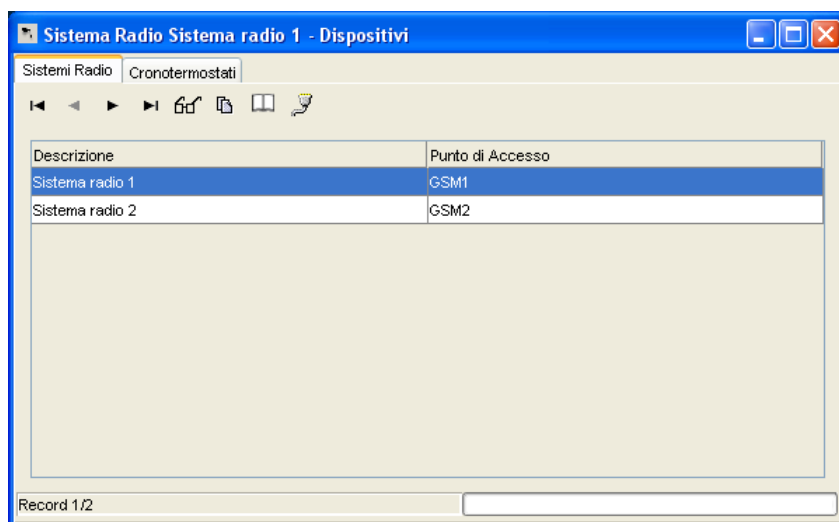 Sistema Radio Sistema radio 1 - Dispositivi
Sistemi Radio Cronotermostati
Descrizione Punto di Accesso
Sistema radio 1 GSM1
Sistema radio 2 GSM2
Record 1/2